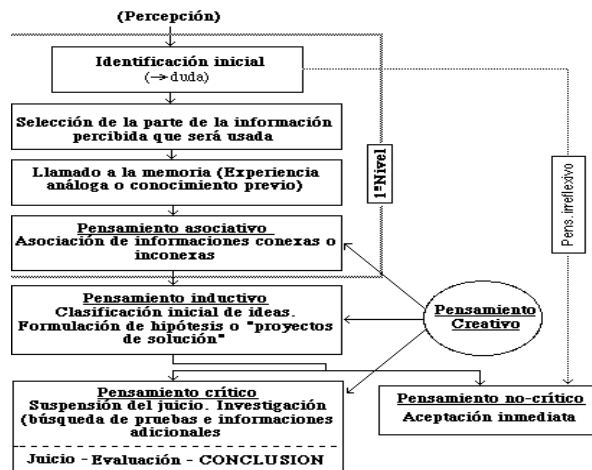 (Percepción)
Identificación inicial
(→duda)
Selección de la parte de la información
percibida que será usada
Llamado a la memoria (Experiencia
análoga o conocimiento previo)
Pensamiento asociativo
Asociación de informaciones conexas o
inconexas
1ªNivel
Pens.irreflexivo
Pensamiento inductivo
Clasificación inicial de ideas.
Formulación de hipótesis o "proyectos
de solución"
Pensamiento
Creativo
Pensamiento crítico
Suspensión del juicio. Investigación
(búsqueda de pruebas e informaciones
adicionales
Juicio - Evaluación - CONCLUSION
Pensamiento no-crítico
Aceptación inmediata